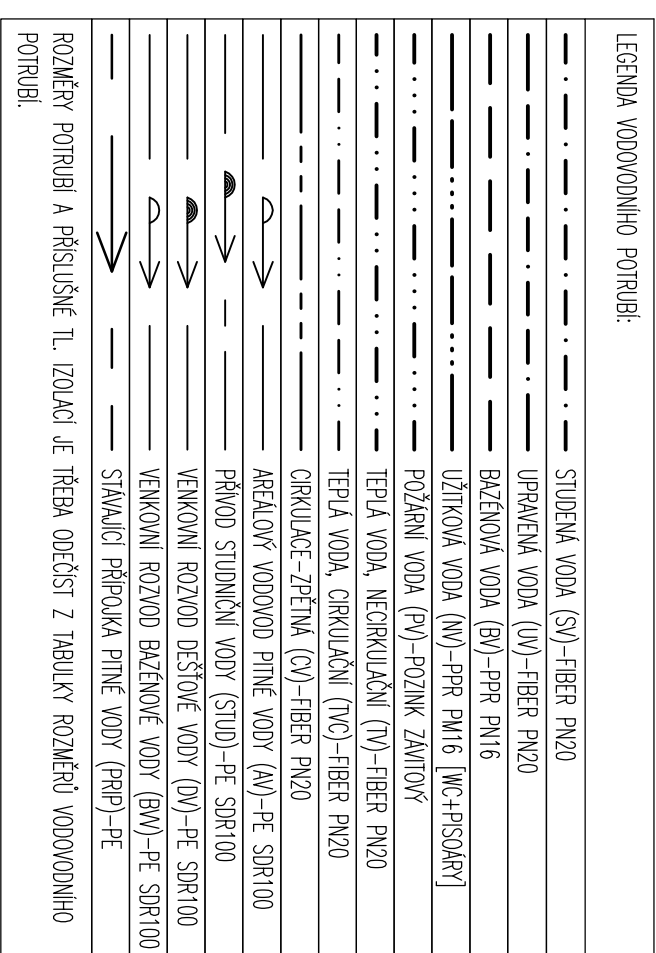 LEGENDA VODOVODNÍHO POTRUBÍ:
STUDENÁ VODA (SV)-FIBER PN20
UPRAVENÁ VODA (UV)-FIBER PN20
BAZÉNOVÁ VODA (BV)-PPR PN16
UŽITKOVÁ VODA (NV)-PPR PM16 [WC+PISOÁRY]
POŽÁRNÍ VODA (PV)-POZINK ZÁVITOVÝ
TEPLÁ VODA, NECIRKULAČNÍ (TV)-FIBER PN20
TEPLÁ VODA, CIRKULAČNÍ (TVC)-FIBER PN20
CIRKULACE-ZPĚTNÁ (CV)-FIBER PN20
AREÁLOVÝ VODOVOD PITNÉ VODY (AV)-PE SDR100
PŘÍVOD STUDNIČNÍ VODY (STUD)-PE SDR100
VENKOVNÍ ROZVOD DEŠŤOVÉ VODY (DV)-PE SDR100
VENKOVNÍ ROZVOD BAZÉNOVÉ VODY (BVV)-PE SDR100
STÁVAJÍCÍ PŘÍPOJKA PITNÉ VODY (PRIP)-PE
ROZMĚRY POTRUBÍ A PŘÍSLUŠNÉ TL. IZOLACÍ JE TŘEBA ODEČÍST Z TABULKY ROZMĚRŮ VODOVODNÍHO
POTRUBÍ.